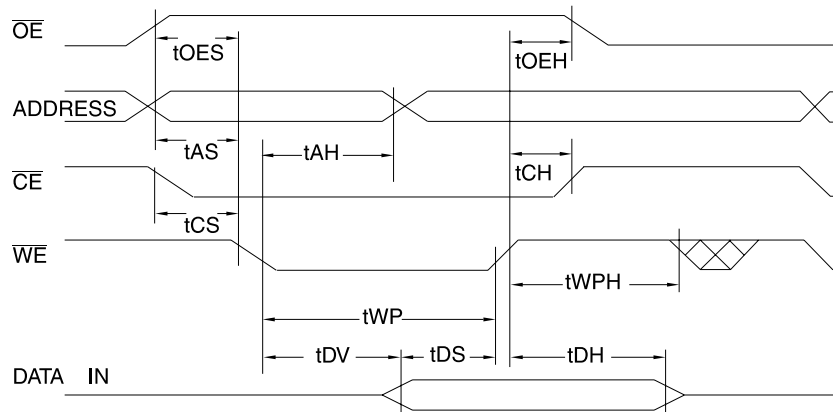 OE
tOES
tOEH
ADDRESS
tAS
tAH
tCH
CE
tCS
WE
tWPH
tWP
tDV
tDS
tDH
DATA IN